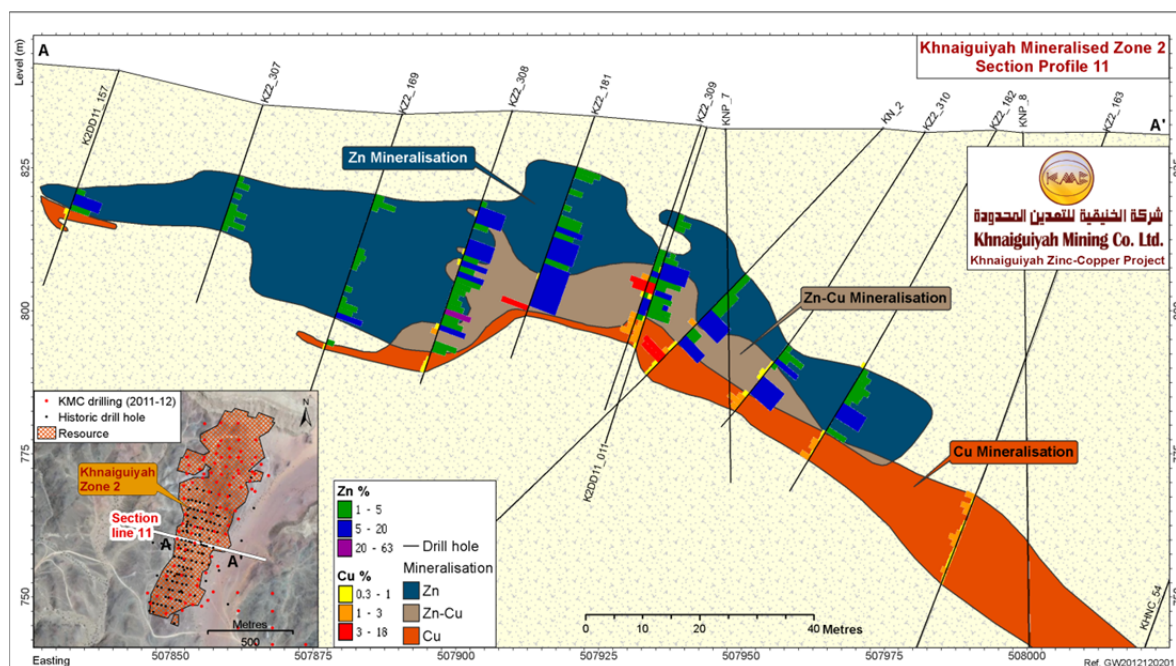 Khnaiguiyah Mineralised Zone 2
Section Profile 11
A
A'
Level (m)
K2DD11_157
KZ2_307
KZ2_169
KZ2_308
KZ2_181
KZ2_309
KNP_7
KN_2
KZ2_310
KZ2_182
KNP_8
KZ2_163
825
800
775
750
Zn Mineralisation
Zn-Cu Mineralisation
Cu Mineralisation
KMC
شركة الخنيقية للتعدين المحدودة
Khnaiguiyah Mining Co. Ltd.
Khnaiguiyah Zinc-Copper Project
K2DD11_011
KHNC_54
KMC drilling (2011-12)
Historic drill hole
Resource
N
Khnaiguiyah
Zone 2
Section
line 11
A
A'
Metres
500
Zn %
1 - 5
5 - 20
20 - 63
Cu %
0.3 - 1
1 - 3
3 - 18
Drill hole
Mineralisation
Zn
Zn-Cu
Cu
0 10 20 40
Metres
Easting
507850
507875
507900
507925
507950
507975
508000